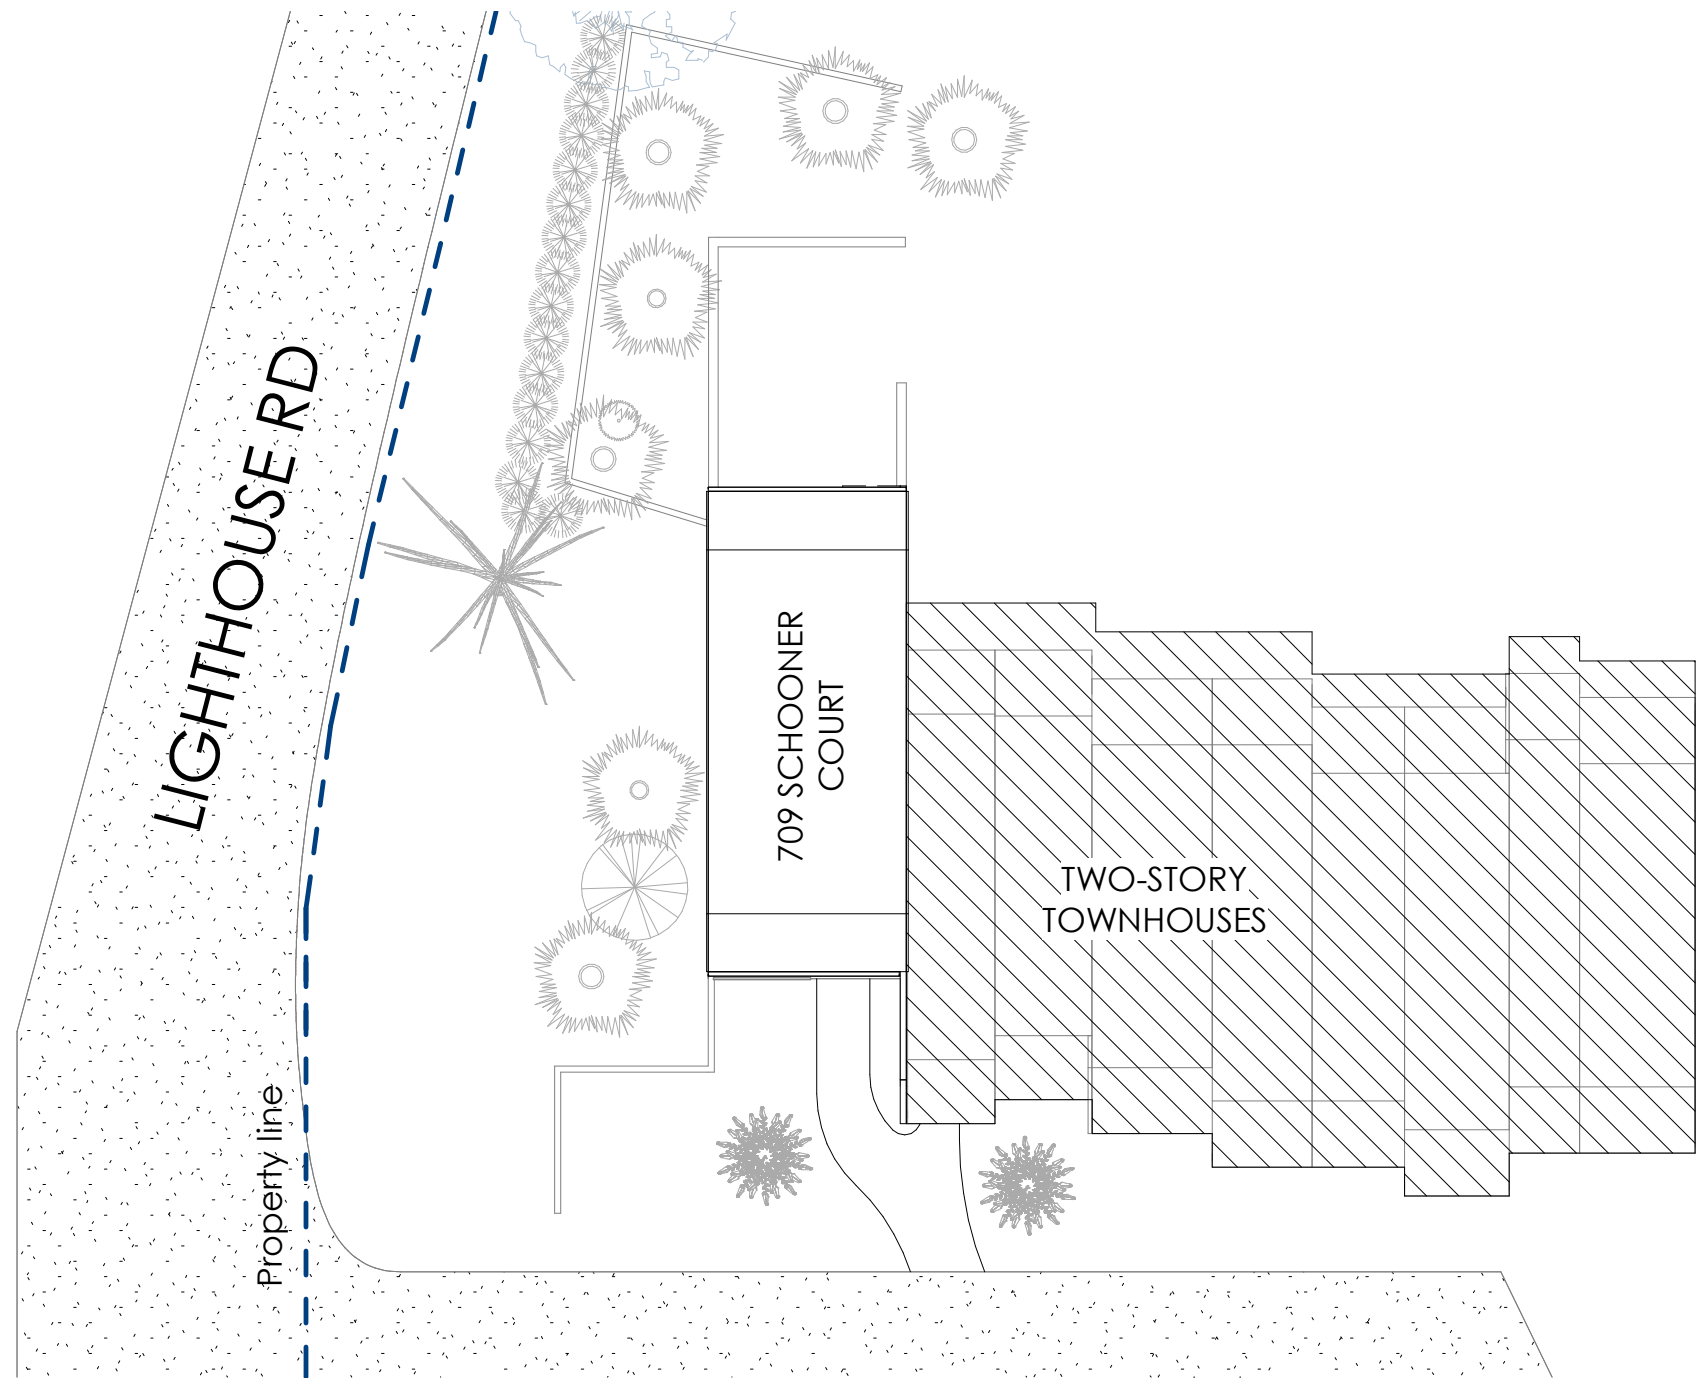 LIGHTHOUSE RD
709 SCHOONER
COURT
TWO-STORY
TOWNHOUSES
Property line